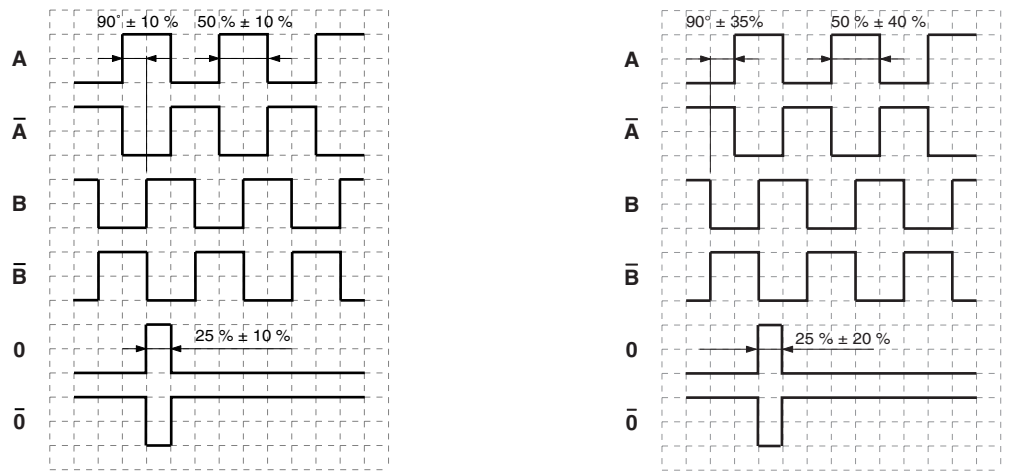 90° ± 10 % 50 % ± 10 %
A
A̅
B
B̅
25 % ± 10 %
0
0̅
90° ± 35% 50 % ± 40 %
A
A̅
B
B̅
25 % ± 20 %
0
0̅